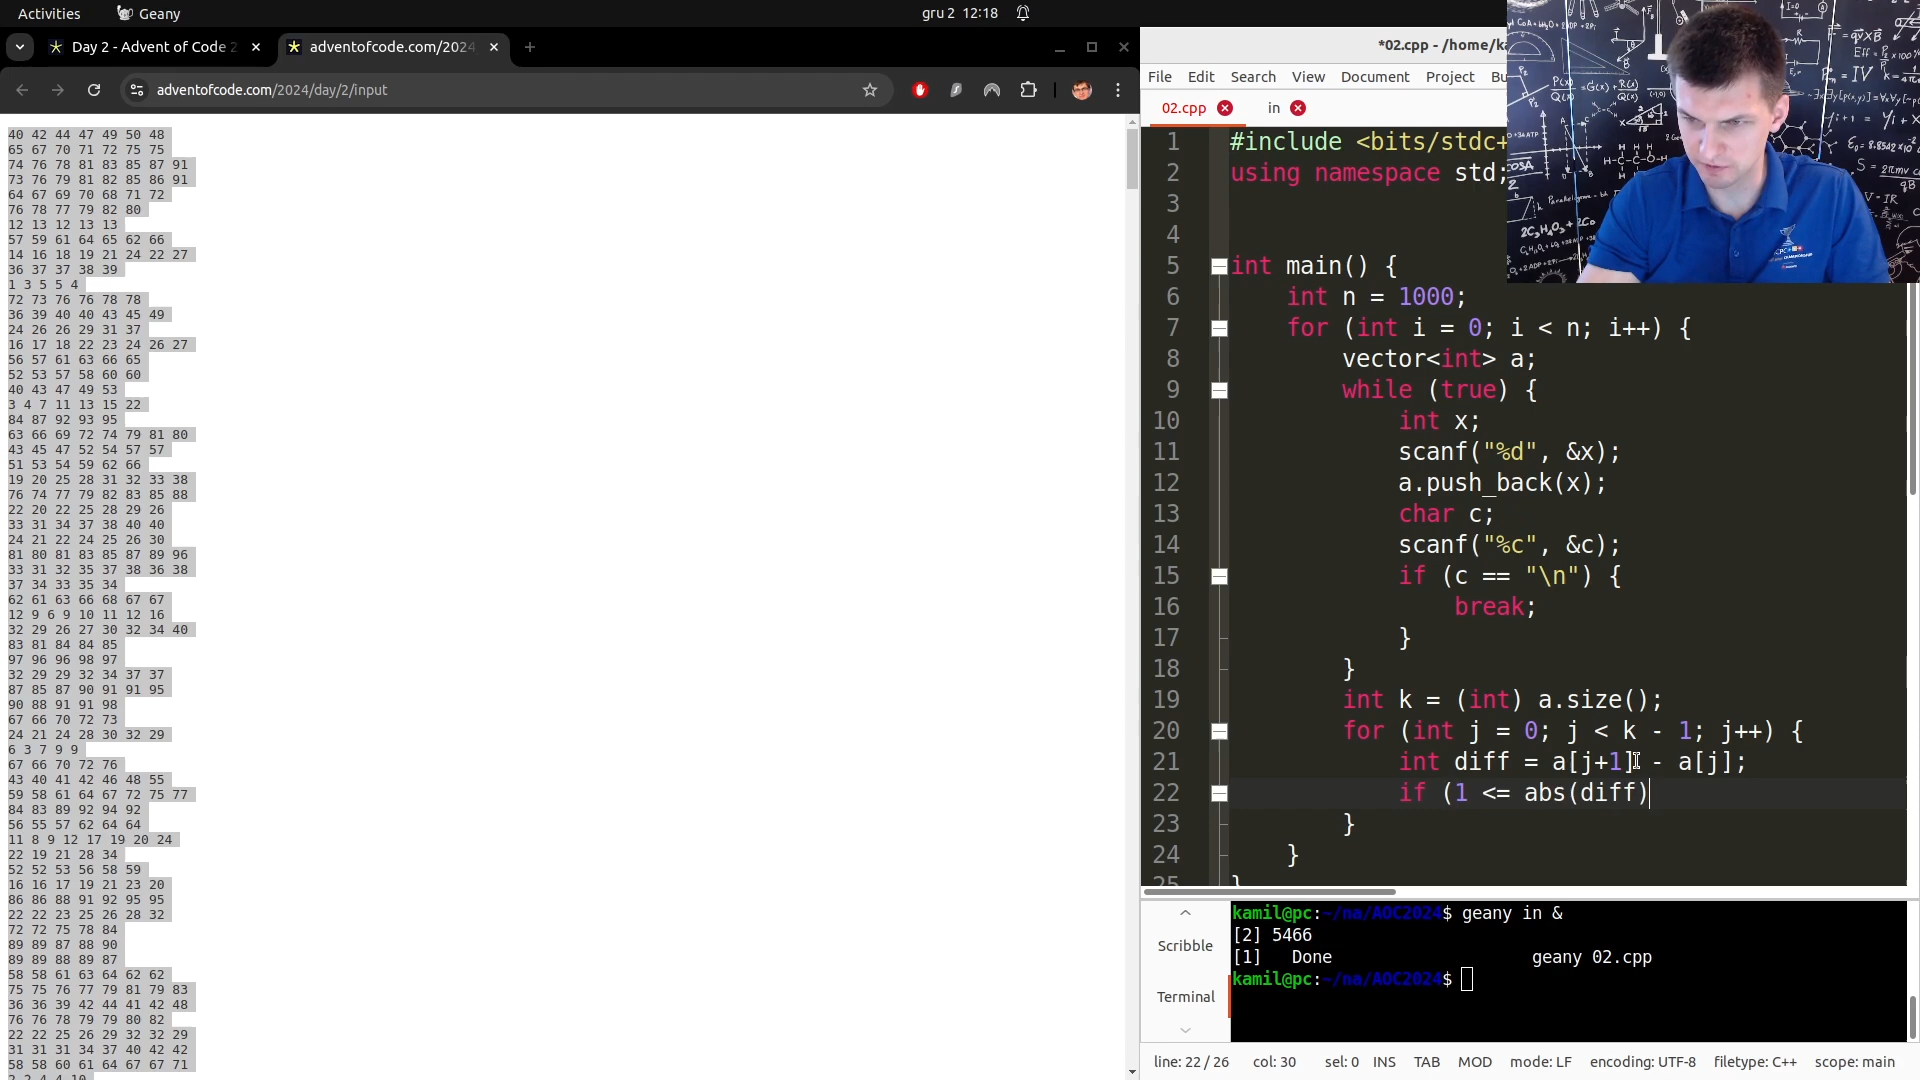 Activities
Geany
gru 2 12:18
Day 2 - Advent of Code 2
adventofcode.com/2024
adventofcode.com/2024/day/2/input
40 42 44 47 49 50 48
65 67 70 71 72 75 75
74 76 78 81 83 85 87 91
73 76 79 81 82 85 86 91
64 67 69 70 68 71 72
76 78 77 79 82 80
12 13 12 13 13
57 59 61 64 65 62 66
14 16 18 19 21 24 22 27
36 37 37 38 39
1 3 5 5 4
72 73 76 76 78 78
36 39 40 40 43 45 49
24 26 26 29 31 37
16 17 18 22 23 24 26 27
56 57 61 63 66 65
52 53 57 58 60 60
40 43 47 49 53
3 4 7 11 13 15 22
84 87 92 93 95
63 66 69 72 74 79 81 80
43 45 47 52 54 57 57
51 53 54 59 62 66
19 20 25 28 31 32 33 38
76 74 77 79 82 83 85 88
22 20 22 25 28 29 26
33 31 34 37 38 40 40
24 21 22 24 25 26 30
81 80 81 83 85 87 89 96
33 31 32 35 37 38 36 38
37 34 33 35 34
62 61 63 66 68 67 67
12 9 6 9 10 11 12 16
32 29 26 27 30 32 34 40
83 81 84 84 85
97 96 96 98 97
32 29 29 32 34 37 37
87 85 87 90 91 91 95
90 88 91 91 98
67 66 70 72 73
24 21 24 28 30 32 29
6 3 7 9 9
67 66 70 72 76
43 40 41 42 46 48 55
59 58 61 64 67 72 75 77
84 83 89 92 94 92
56 55 57 62 64 64
11 8 9 12 17 19 20 24
22 19 21 28 34
52 52 53 56 58 59
16 16 17 19 21 23 20
86 86 88 91 92 95 95
22 22 23 25 26 28 32
72 72 75 78 84
89 89 87 88 90
89 89 88 89 87
58 58 61 63 64 62 62
75 75 76 77 79 81 79 83
36 36 39 42 44 41 42 48
76 76 78 79 79 80 82
22 22 25 26 29 32 32 29
31 31 31 34 37 40 42 42
58 58 60 61 64 67 67 71
2 2 4 4 10
*02.cpp - /home/k
File Edit Search View Document Project Bu
02.cpp
in
1 #include <bits/stdc+
2 using namespace std;
3
4
5 int main() {
6 int n = 1000;
7 for (int i = 0; i < n; i++) {
8 vector<int> a;
9 while (true) {
10 int x;
11 scanf("%d", &x);
12 a.push_back(x);
13 char c;
14 scanf("%c", &c);
15 if (c == "\n") {
16 break;
17 }
18 }
19 int k = (int) a.size();
20 for (int j = 0; j < k - 1; j++) {
21 int diff = a[j+1] - a[j];
22 if (1 <= abs(diff)
23 }
24 }
25 }
Scribble
Terminal
kamil@pc:~/na/AOC2024$ geany in &
[2] 5466
[1] Done geany 02.cpp
kamil@pc:~/na/AOC2024$
line: 22 / 26 col: 30 sel: 0 INS TAB MOD mode: LF encoding: UTF-8 filetype: C++ scope: main